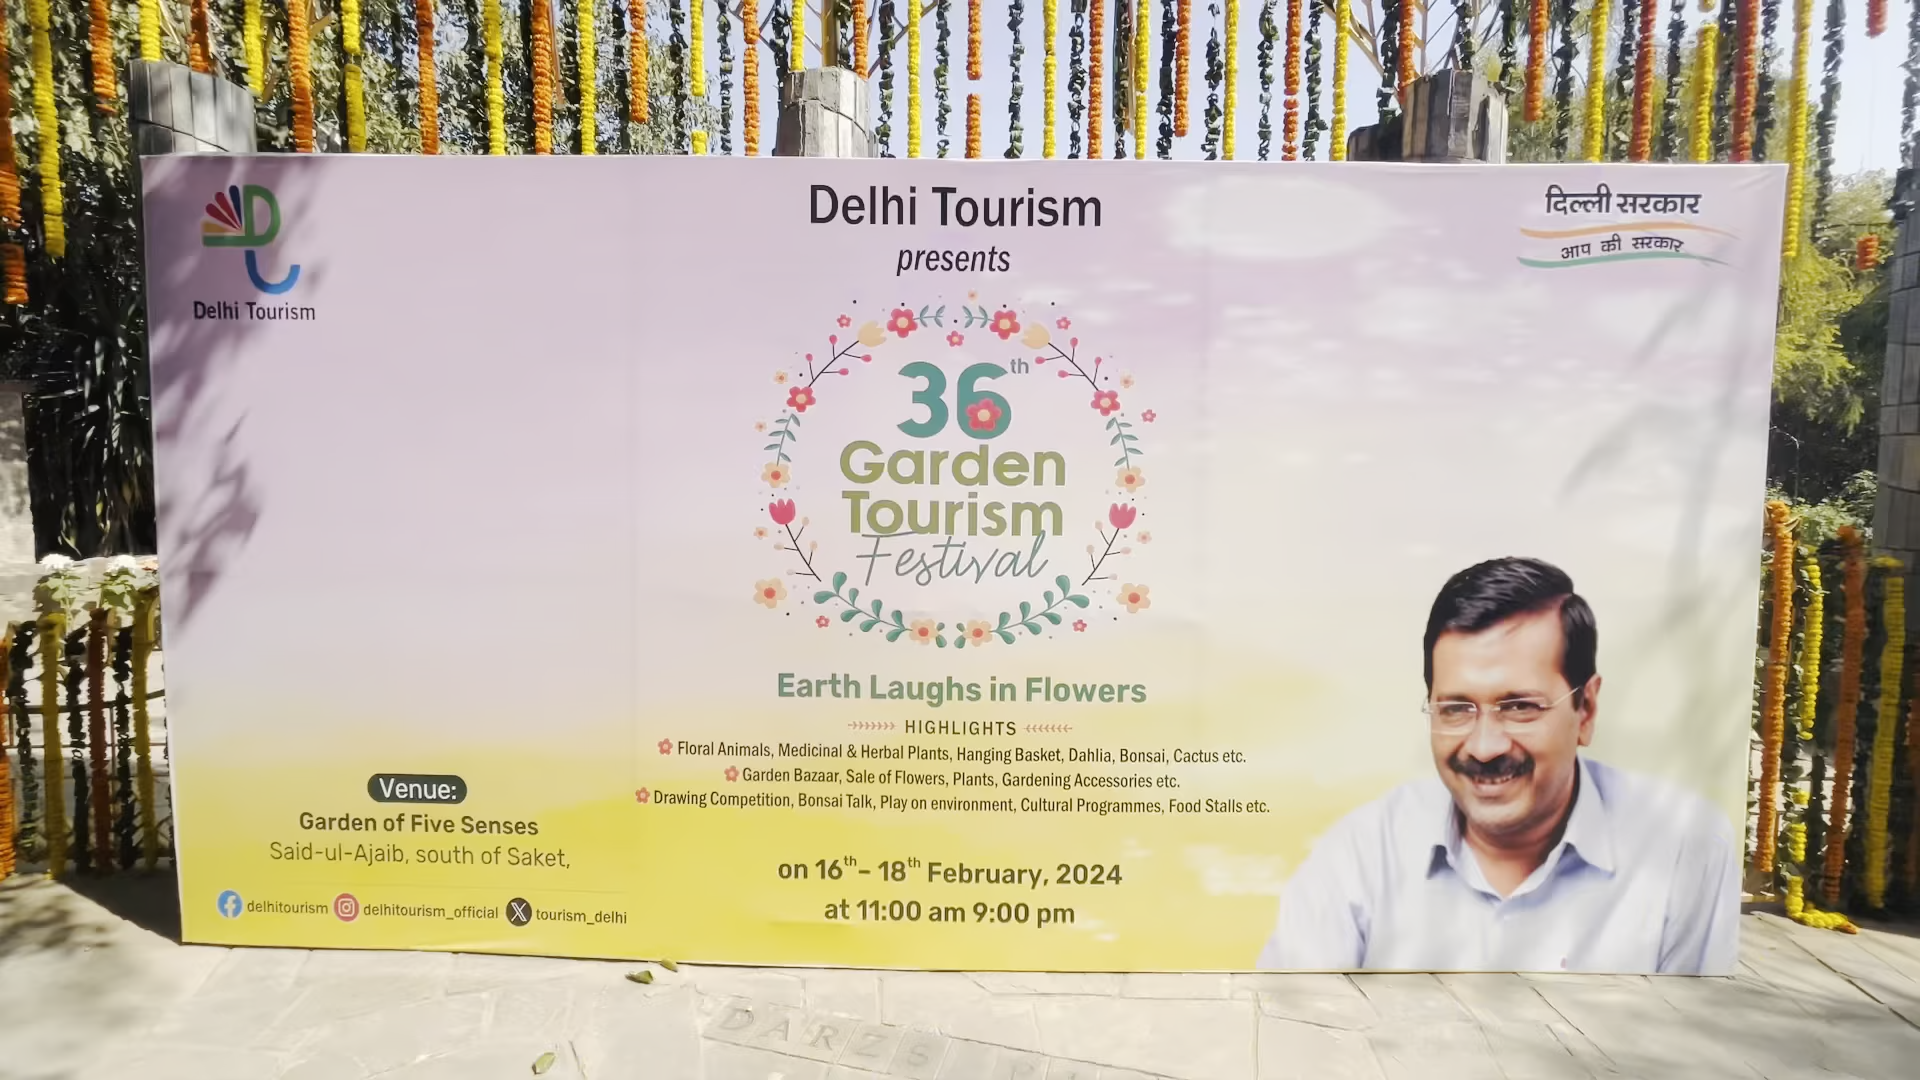 Delhi Tourism
दिल्ली सरकार
आप की सरकार
Delhi Tourism
presents
36th
Garden
Tourism
Festival
Earth Laughs in Flowers
HIGHLIGHTS
Floral Animals, Medicinal & Herbal Plants, Hanging Basket, Dahlia, Bonsai, Cactus etc.
Garden Bazaar, Sale of Flowers, Plants, Gardening Accessories etc.
Drawing Competition, Bonsai Talk, Play on environment, Cultural Programmes, Food Stalls etc.
on 16th– 18th February, 2024
at 11:00 am 9:00 pm
Venue:
Garden of Five Senses
Said-ul-Ajaib, south of Saket,
delhitourism delhitourism_official tourism_delhi
DARZS